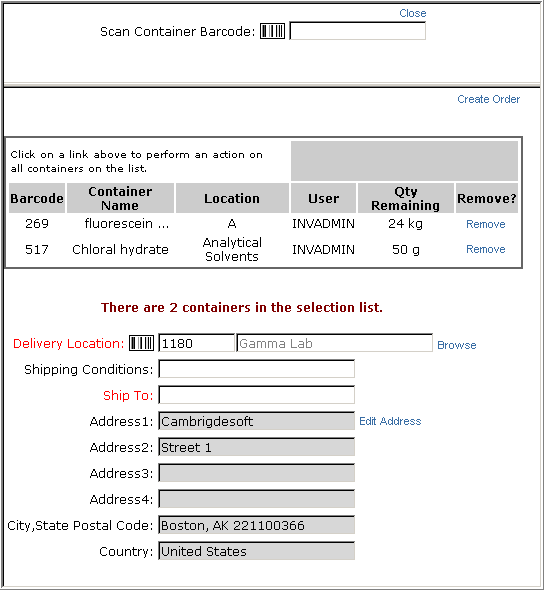 Close
Scan Container Barcode:
Create Order
Click on a link above to perform an action on
all containers on the list.
Barcode Container Name Location User Qty Remaining Remove?
269 fluorescein ... A INVADMIN 24 kg Remove
517 Chloral hydrate Analytical Solvents INVADMIN 50 g Remove
There are 2 containers in the selection list.
Delivery Location: 1180 Gamma Lab Browse
Shipping Conditions:
Ship To:
Address1: Cambrigdesoft Edit Address
Address2: Street 1
Address3:
Address4:
City,State Postal Code: Boston, AK 221100366
Country: United States